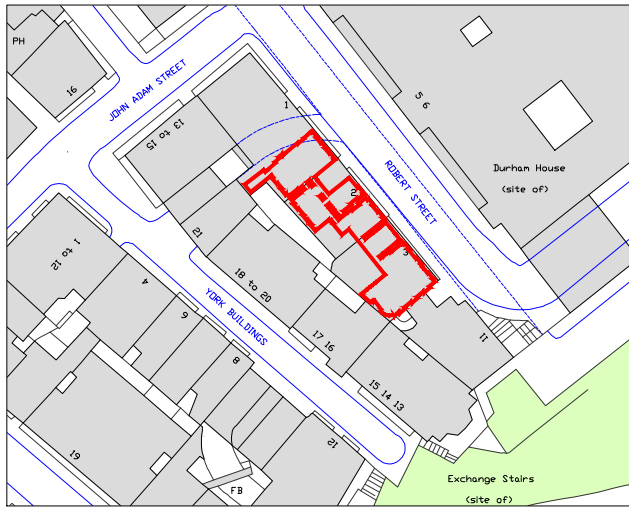 PH
16
JOHN ADAM STREET
13 to 15
1
5 6
ROBERT STREET
Durham House
(site of)
2
3
21
1 to
12
4
18 to 20
YORK BUILDINGS
6
8
17 16
11
15 14 13
12
19
FB
Exchange Stairs
(site of)